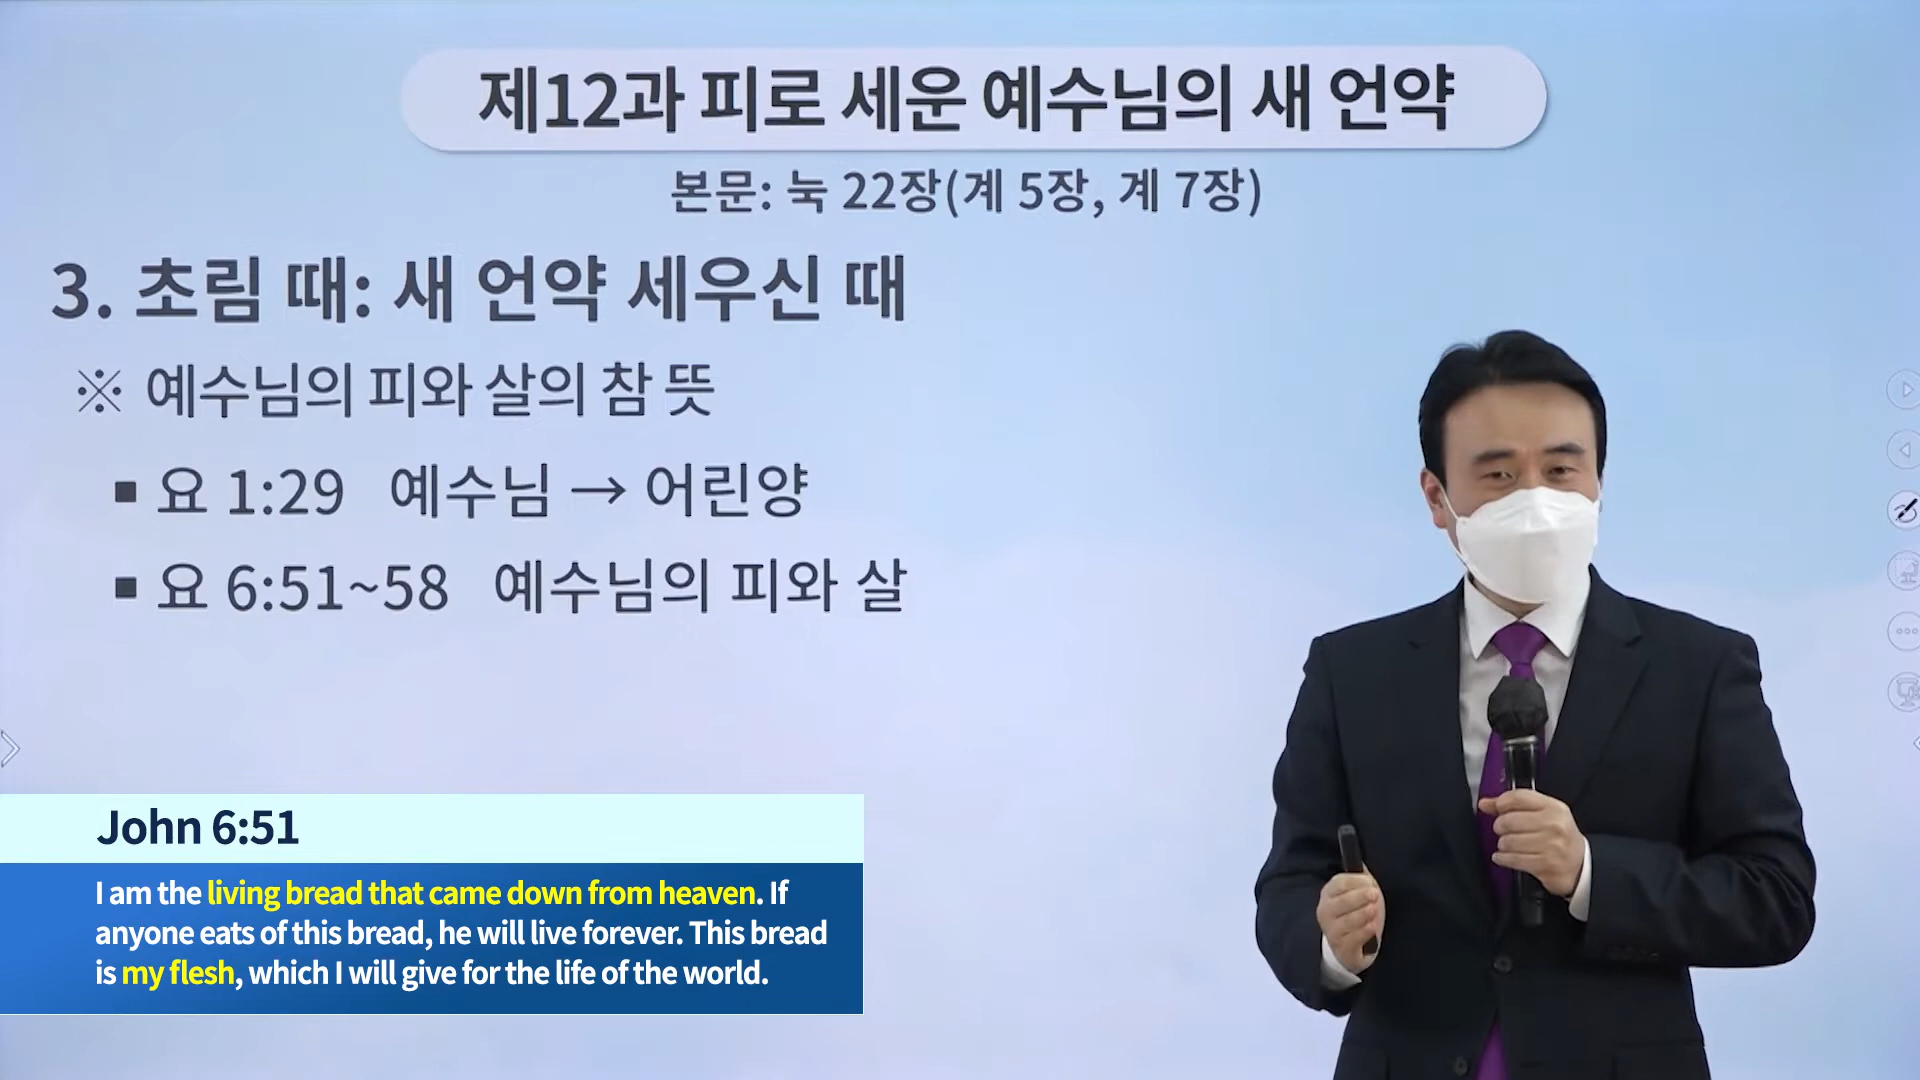 제12과 피로 세운 예수님의 새 언약
본문: 눅 22장(계 5장, 계 7장)
3. 초림 때: 새 언약 세우신 때
※ 예수님의 피와 살의 참 뜻
▪ 요 1:29 예수님 → 어린양
▪ 요 6:51~58 예수님의 피와 살
John 6:51
I am the living bread that came down from heaven. If
anyone eats of this bread, he will live forever. This bread
is my flesh, which I will give for the life of the world.